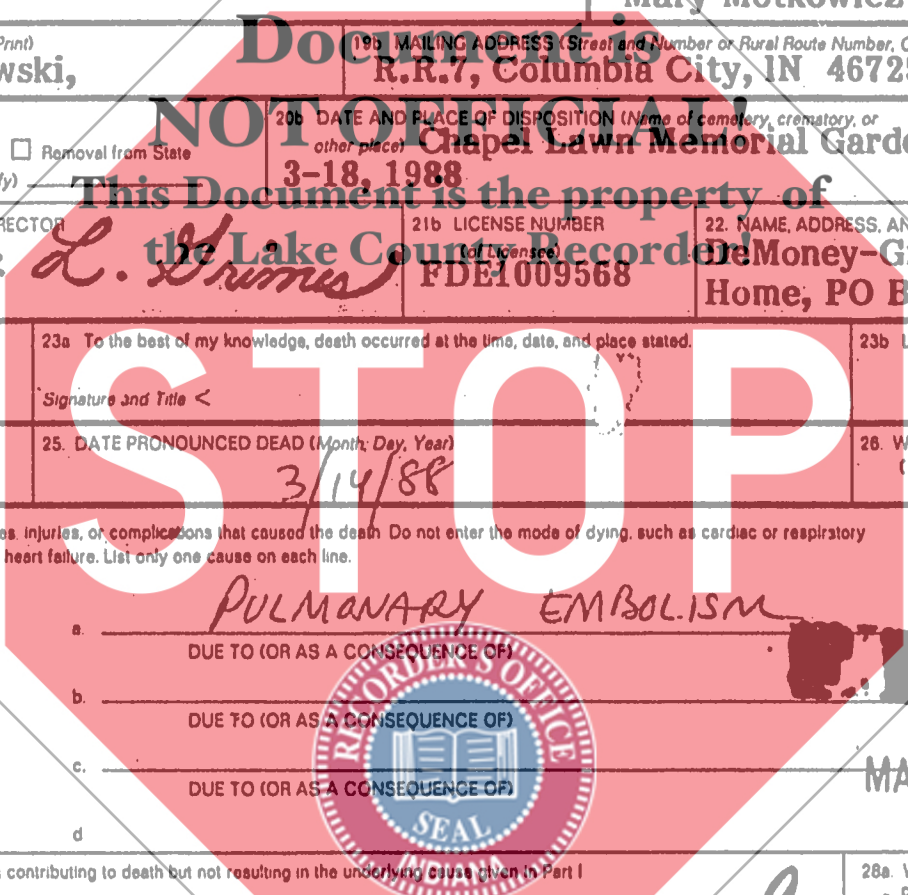 Mary Motkowicz
Document is
Print)
19b MAILING ADDRESS (Street and Number or Rural Route Number, C
wski,
R.R.7, Columbia City, IN 4672
NOT OFFICIAL!
20b DATE AND PLACE OF DISPOSITION (Name of cemetery, crematory, or
other place) Chapel Lawn Memorial Garde
Removal from State
3-18, 1988
fy)
This Document is the property of
RECTOR
21b LICENSE NUMBER
22. NAME, ADDRESS, AN
the Lake County Recorder!
(of Licensee)
L. Grimes
FDE1009568
DeMoney-G
Home, PO B
STOP
23a To the best of my knowledge, death occurred at the time, date, and place stated.
23b
Signature and Title <
25. DATE PRONOUNCED DEAD (Month, Day, Year)
26. W
3/14/88
es, injuries, or complications that caused the death Do not enter the mode of dying, such as cardiac or respiratory
heart failure. List only one cause on each line.
a. PULMONARY EMBOLISM
DUE TO (OR AS A CONSEQUENCE OF)
b.
DUE TO (OR AS A CONSEQUENCE OF)
c.
MA
DUE TO (OR AS A CONSEQUENCE OF)
d
RECORDER'S OFFICE
SEAL
INDIANA
s contributing to death but not resulting in the underlying cause given in Part I
28a.